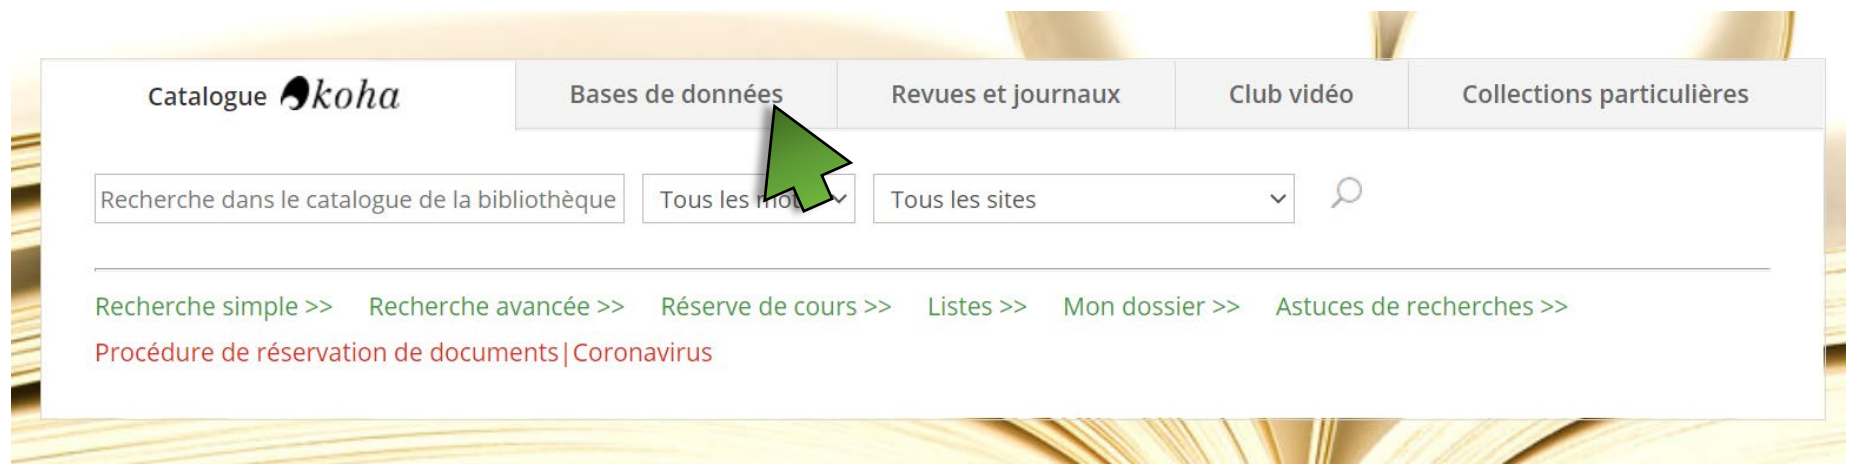 Catalogue koha Bases de données Revues et journaux Club vidéo Collections particulières
Recherche dans le catalogue de la bibliothèque Tous les mots Tous les sites
Recherche simple >> Recherche avancée >> Réserve de cours >> Listes >> Mon dossier >> Astuces de recherches >>
Procédure de réservation de documents|Coronavirus